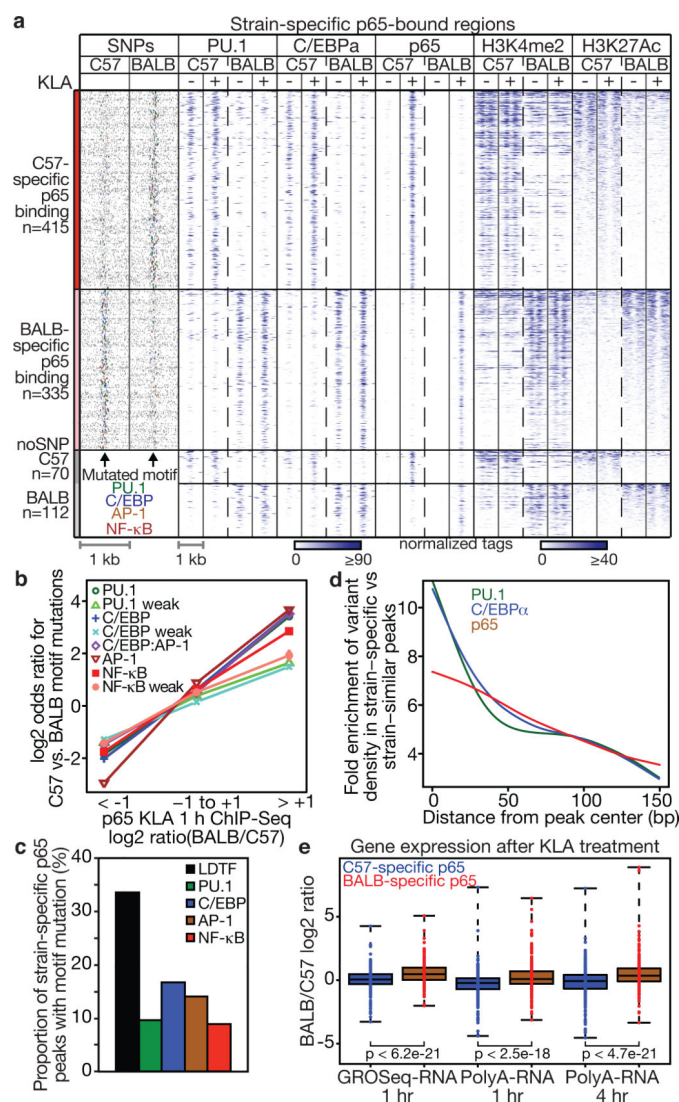 a
Strain-specific p65-bound regions
SNPs PU.1 C/EBPa p65 H3K4me2 H3K27Ac
C57 BALB C57 BALB C57 BALB C57 BALB C57 BALB C57 BALB
KLA - + - + - + - + - + - + - + - + - + - +
C57-
specific
p65
binding
n=415
BALB-
specific
p65
binding
n=335
noSNP
C57
n=70
BALB
n=112
Mutated motif
PU.1
C/EBP
AP-1
NF-κB
1 kb 1 kb
0 ≥90 normalized tags 0 ≥40
b
log2 odds ratio for
C57 vs. BALB motif mutations
4
2
0
-2
PU.1
PU.1 weak
C/EBP
C/EBP weak
C/EBP:AP-1
AP-1
NF-κB
NF-κB weak
< -1 −1 to +1 > +1
p65 KLA 1 h ChIP-Seq
log2 ratio(BALB/C57)
d
Fold enrichment of variant
density in strain−specific vs
strain−similar peaks
10
8
6
4
PU.1
C/EBPα
p65
0 50 100 150
Distance from peak center (bp)
c
Proportion of strain-specific p65
peaks with motif mutation (%)
40
30
20
10
0
LDTF
PU.1
C/EBP
AP-1
NF-κB
e
Gene expression after KLA treatment
C57-specific p65
BALB-specific p65
BALB/C57 log2 ratio
5
0
−5
p < 6.2e-21 p < 2.5e-18 p < 4.7e-21
GROSeq-RNA PolyA-RNA PolyA-RNA
1 hr 1 hr 4 hr